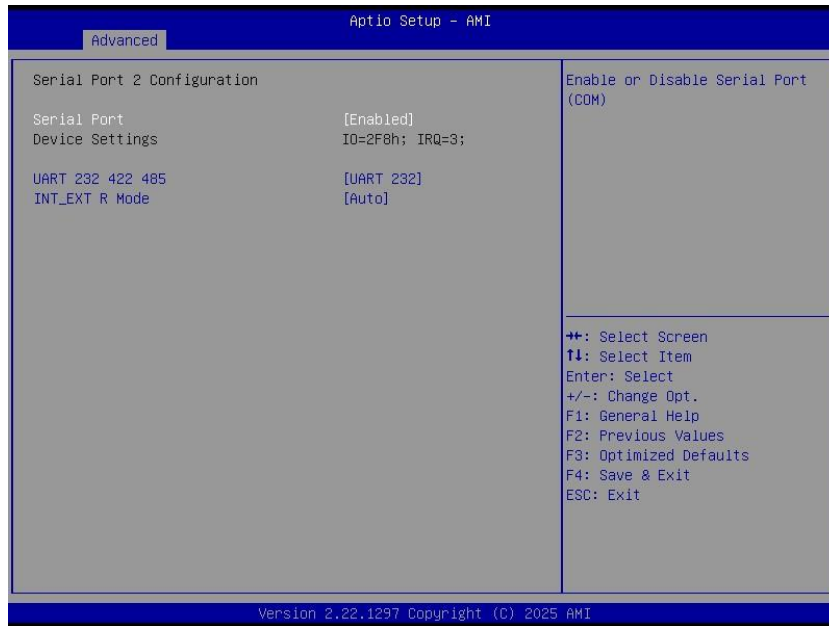 Aptio Setup – AMI
Advanced
Serial Port 2 Configuration
Serial Port [Enabled]
Device Settings IO=2F8h; IRQ=3;
UART 232 422 485 [UART 232]
INT_EXT R Mode [Auto]
Enable or Disable Serial Port
(COM)
→←: Select Screen
↑↓: Select Item
Enter: Select
+/-: Change Opt.
F1: General Help
F2: Previous Values
F3: Optimized Defaults
F4: Save & Exit
ESC: Exit
Version 2.22.1297 Copyright (C) 2025 AMI